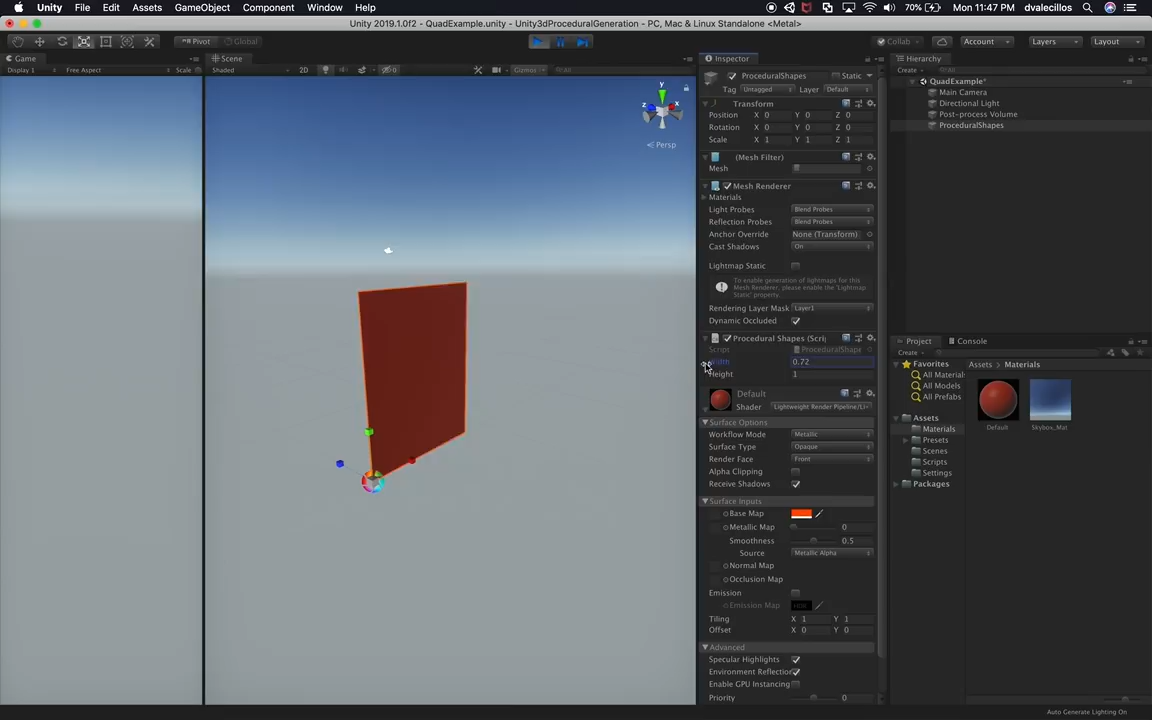 Unity File Edit Assets GameObject Component Window Help 70% Mon 11:47 PM dvalecillos
Unity 2019.1.0f2 - QuadExample.unity - Unity3dProceduralGeneration - PC, Mac & Linux Standalone <Metal>
Pivot Global Collab Account Layers Layout
Game Scene Inspector Hierarchy
Display 1 Free Aspect Scale Shaded 2D Gizmos All
ProceduralShapes Static
Tag Untagged Layer Default
Transform
Position X 0 Y 0 Z 0
Rotation X 0 Y 0 Z 0
Scale X 1 Y 1 Z 1
(Mesh Filter)
Mesh
Mesh Renderer
Materials
Light Probes Blend Probes
Reflection Probes Blend Probes
Anchor Override None (Transform)
Cast Shadows On
Lightmap Static
To enable generation of lightmaps for this
Mesh Renderer, please enable the 'Lightmap
Static' property.
Rendering Layer Mask Layer1
Dynamic Occluded
Procedural Shapes (Scri
Script ProceduralShape
Width 0.72
Height 1
Default
Shader Lightweight Render Pipeline/Li
Surface Options
Workflow Mode Metallic
Surface Type Opaque
Render Face Front
Alpha Clipping
Receive Shadows
Surface Inputs
Base Map
Metallic Map 0
Smoothness 0.5
Source Metallic Alpha
Normal Map
Occlusion Map
Emission
Emission Map HDR
Tiling X 1 Y 1
Offset X 0 Y 0
Advanced
Specular Highlights
Environment Reflection
Enable GPU Instancing
Priority 0
y
z x
Persp
Create All
QuadExample*
Main Camera
Directional Light
Post-process Volume
ProceduralShapes
Project Console
Create
Favorites
All Material
All Models
All Prefabs
Assets
Materials
Presets
Scenes
Scripts
Settings
Packages
Assets Materials
Default Skybox_Mat
Auto Generate Lighting On